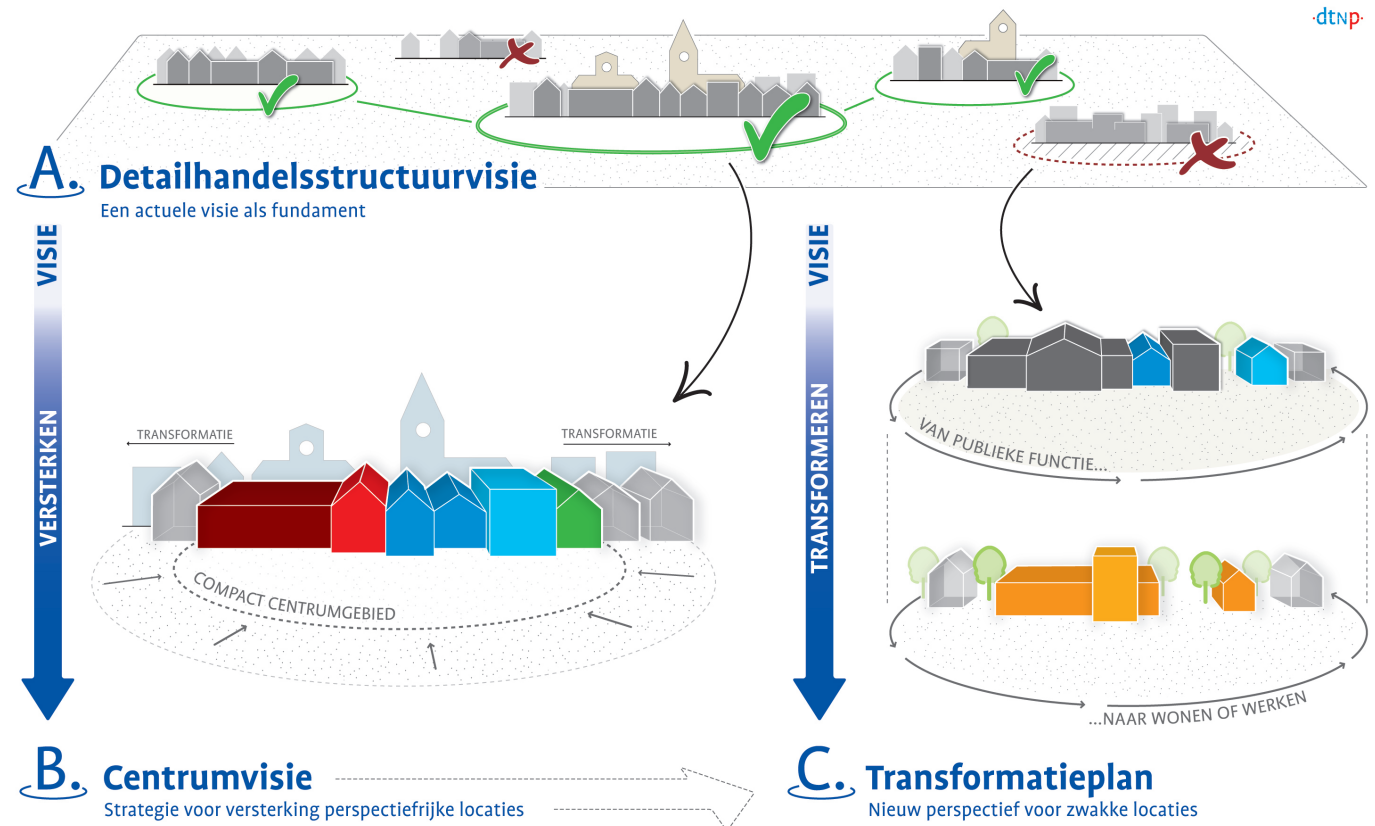 ·dtNp·
A. Detailhandelsstructuurvisie
Een actuele visie als fundament
VISIE
VERSTERKEN
TRANSFORMATIE
TRANSFORMATIE
COMPACT CENTRUMGEBIED
VISIE
TRANSFORMEREN
VAN PUBLIEKE FUNCTIE...
...NAAR WONEN OF WERKEN
B. Centrumvisie
Strategie voor versterking perspectiefrijke locaties
C. Transformatieplan
Nieuw perspectief voor zwakke locaties